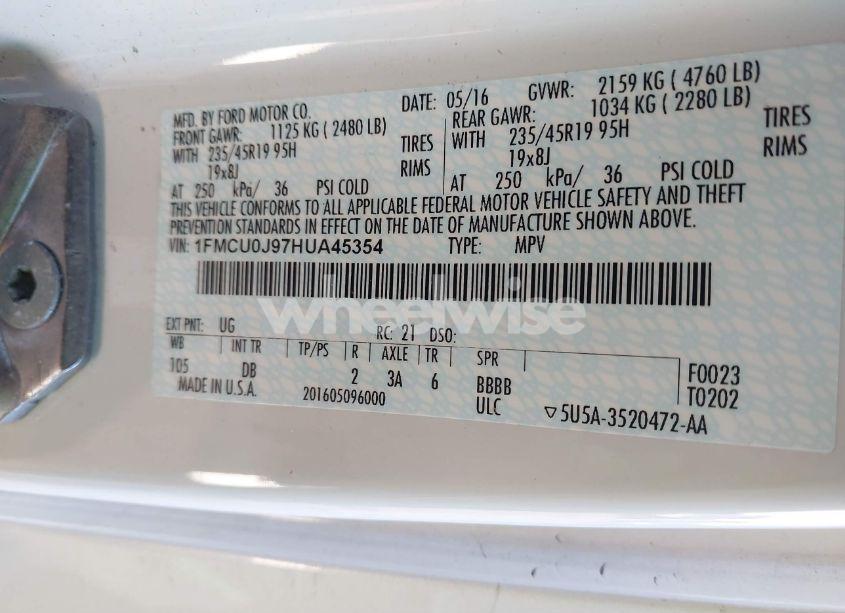 MFD. BY FORD MOTOR CO.
DATE: 05/16 GVWR: 2159 KG ( 4760 LB)
FRONT GAWR: 1125 KG ( 2480 LB)
REAR GAWR: 1034 KG ( 2280 LB)
WITH 235/45R19 95H TIRES
WITH 235/45R19 95H TIRES
19x8J RIMS
19x8J RIMS
AT 250 kPa/ 36 PSI COLD
AT 250 kPa/ 36 PSI COLD
THIS VEHICLE CONFORMS TO ALL APPLICABLE FEDERAL MOTOR VEHICLE SAFETY AND THEFT
PREVENTION STANDARDS IN EFFECT ON THE DATE OF MANUFACTURE SHOWN ABOVE.
VIN: 1FMCU0J97HUA45354 TYPE: MPV
wheelwise
EXT PNT: UG RC: 21 DSO:
WB INT TR TP/PS R AXLE TR SPR
105 DB 2 3A 6 BBBB F0023
MADE IN U.S.A. 201605096000 ULC T0202
▽5U5A-3520472-AA